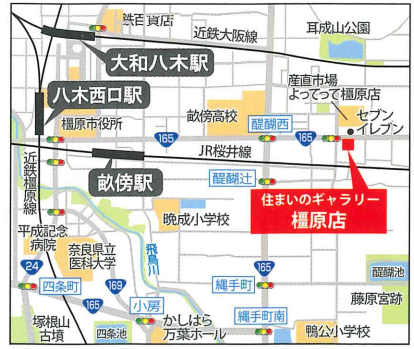 近鉄百貨店
近鉄大阪線
耳成山公園
大和八木駅
産直市場
よってって橿原店
八木西口駅
畝傍高校
セブン
イレブン
橿原市役所
165
醍醐西
JR桜井線
近鉄橿原線
畝傍駅
醍醐辻
住まいのギャラリー
橿原店
晩成小学校
平成記念
病院
奈良県立
医科大学
飛鳥川
24
四条町
169
165
165
縄手町
醍醐池
藤原宮跡
小房
縄手町南
塚根山
古墳
四条池
かしはら
万葉ホール
鴨公小学校